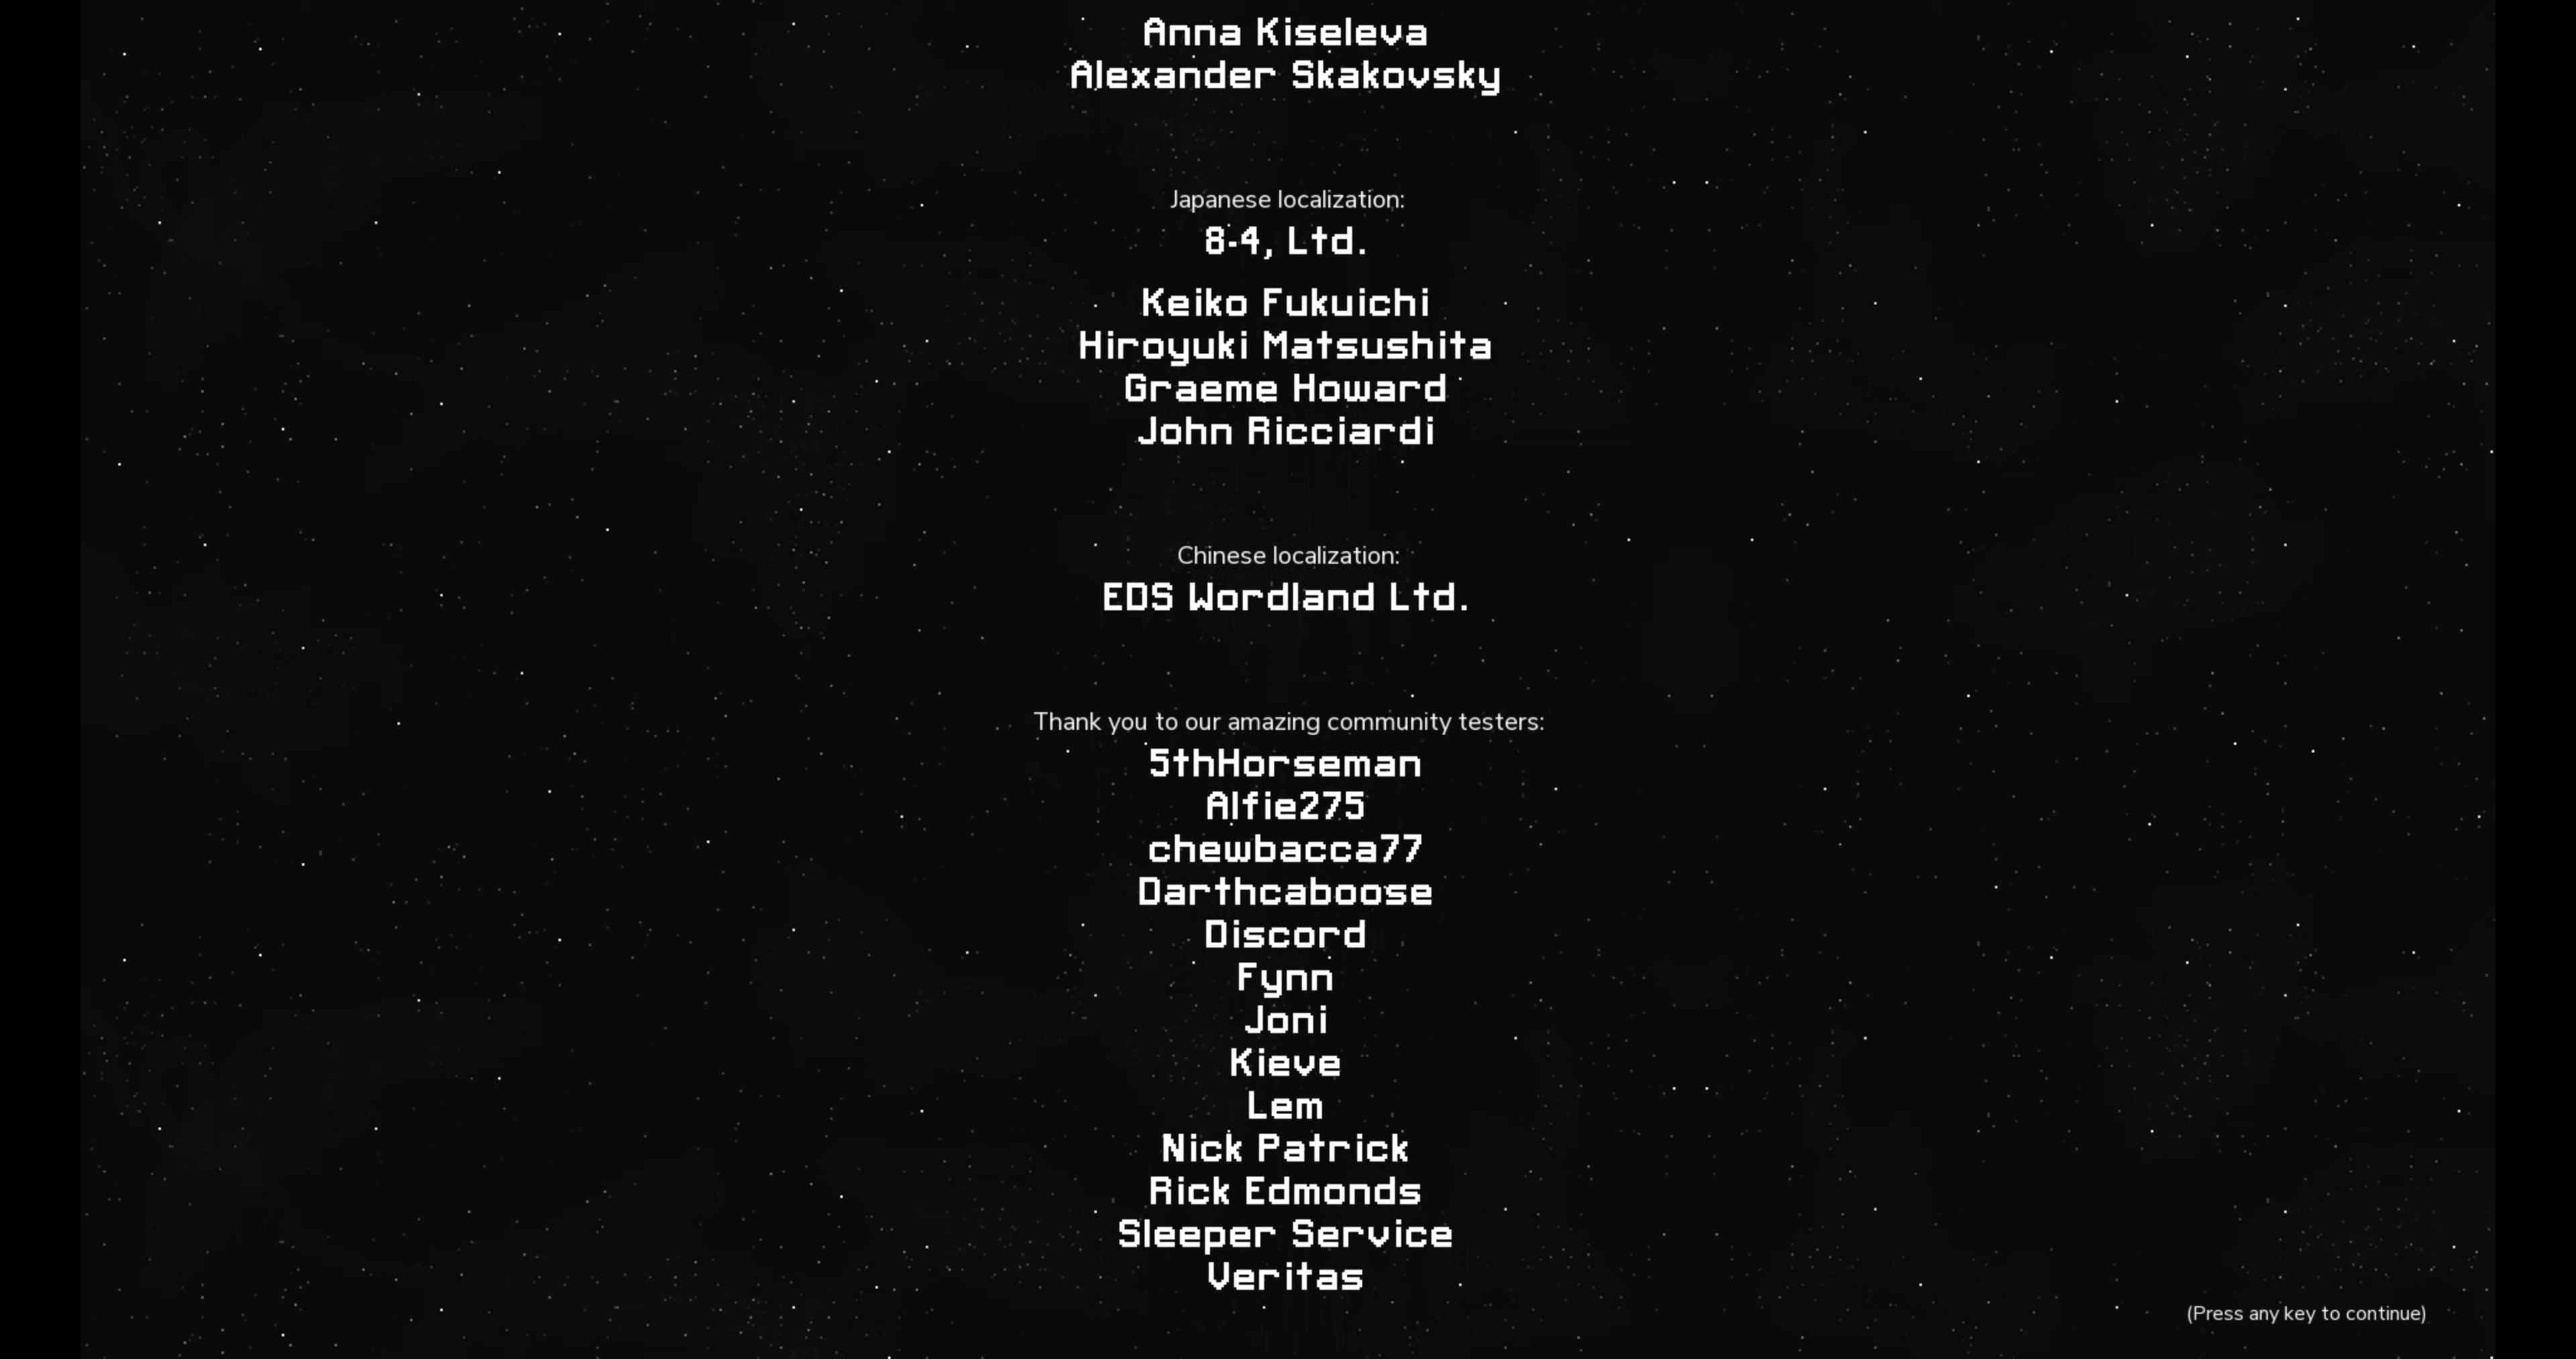 Anna Kiseleva
Alexander Skakovsky
Japanese localization:
8-4, Ltd.
Keiko Fukuichi
Hiroyuki Matsushita
Graeme Howard
John Ricciardi
Chinese localization:
EDS Wordland Ltd.
Thank you to our amazing community testers:
5thHorseman
Alfie275
chewbacca77
Darthcaboose
Discord
Fynn
Joni
Kieve
Lem
Nick Patrick
Rick Edmonds
Sleeper Service
Veritas
(Press any key to continue)